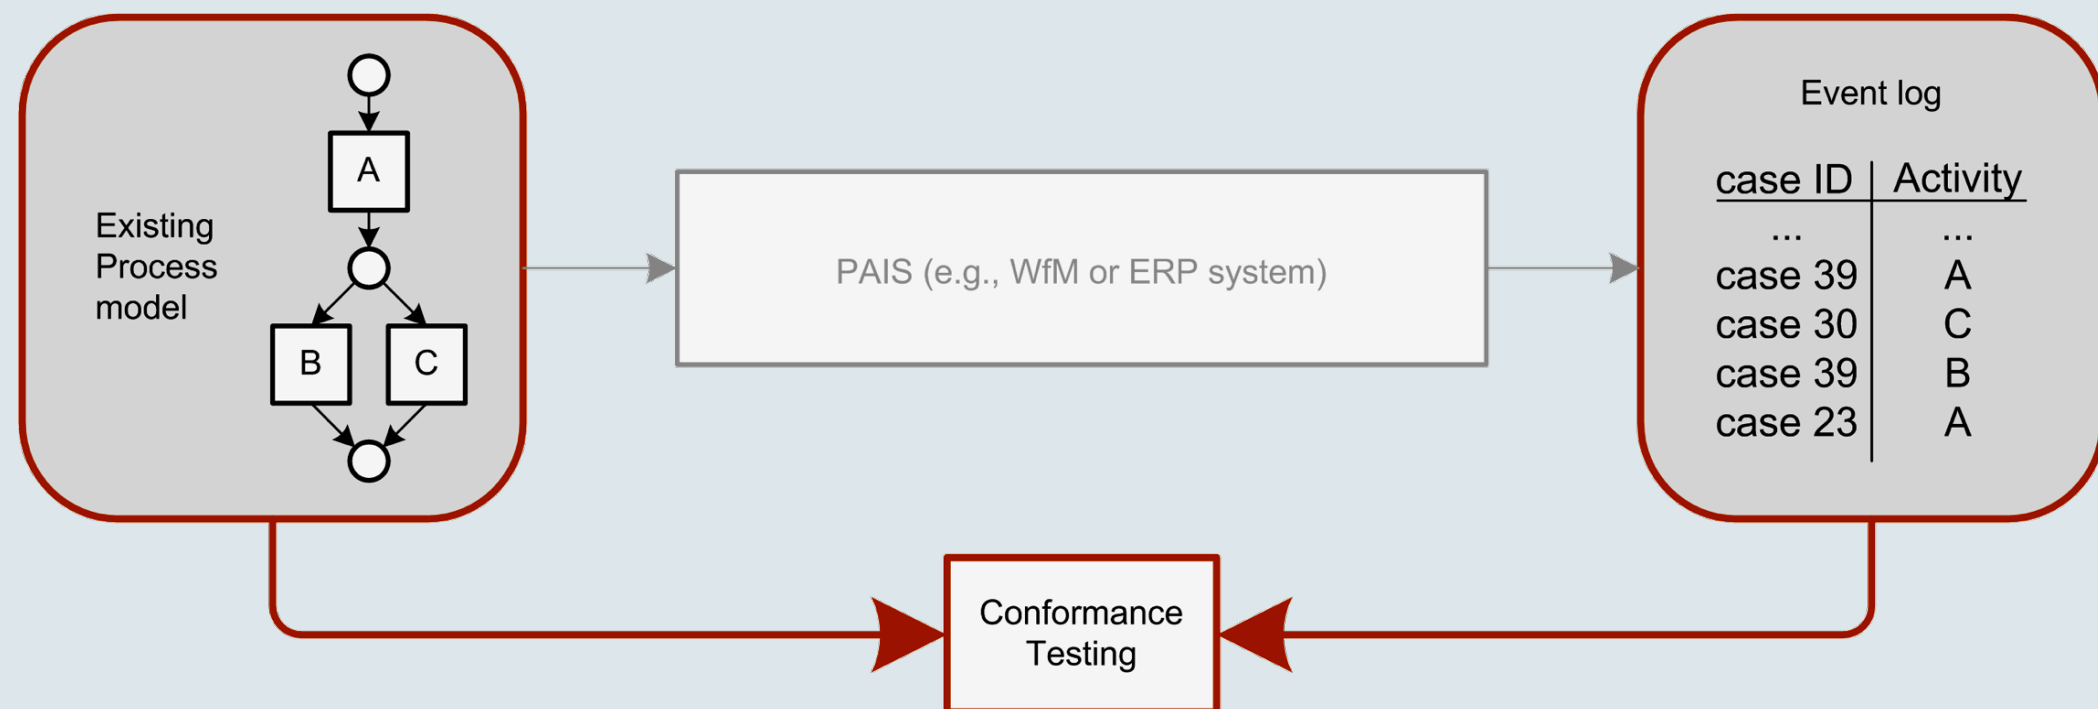 Existing
Process
model
A
B
C
PAIS (e.g., WfM or ERP system)
Event log
case ID Activity
... ...
case 39 A
case 30 C
case 39 B
case 23 A
Conformance
Testing